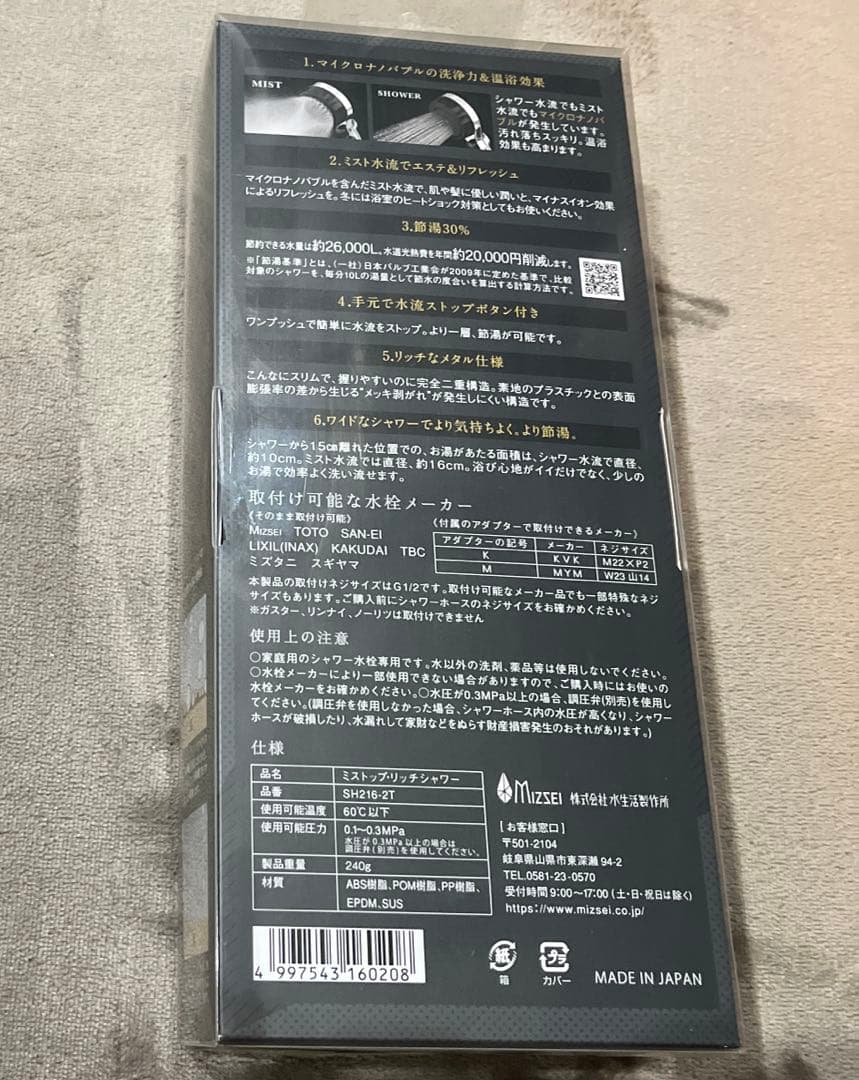 1.マイクロナノバブルの洗浄力&温浴効果
MIST
SHOWER
シャワー水流でもミスト
水流でもマイクロナノバ
ブルが発生しています。
汚れ落ちスッキリ。温浴
効果も高まります。
2.ミスト水流でエステ&リフレッシュ
マイクロナノバブルを含んだミスト水流で、肌や髪に優しい潤いと、マイナスイオン効果
によるリフレッシュを。冬には浴室のヒートショック対策としてもお使いください。
3.節湯30%
節約できる水量は約26,000L、水道光熱費を年間約20,000円削減します。
※「節湯基準」とは、(一社)日本バルブ工業会が2009年に定めた基準で、比較
対象のシャワーを、毎分10Lの湯量として節水の度合いを算出する計算方法です。
4.手元で水流ストップボタン付き
ワンプッシュで簡単に水流をストップ。より一層、節湯が可能です。
5.リッチなメタル仕様
こんなにスリムで、握りやすいのに完全二重構造。素地のプラスチックとの表面
膨張率の差から生じる"メッキ剥がれ"が発生しにくい構造です。
6.ワイドなシャワーでより気持ちよく。より節湯。
シャワーから15㎝離れた位置での、お湯があたる面積は、シャワー水流で直径、
約10cm。ミスト水流では直径、約16cm。浴び心地がイイだけでなく、少しの
お湯で効率よく洗い流せます。
取付け可能な水栓メーカー
《そのまま取付け可能》
MIZSEI TOTO SAN-EI
LIXIL(INAX) KAKUDAI TBC
ミズタニ スギヤマ
《付属のアダプターで取付けできるメーカー》
アダプターの記号 メーカー ネジサイズ
K KVK M22×P2
M MYM W23山14
本製品の取付けネジサイズはG1/2です。取付け可能なメーカー品でも一部特殊なネジ
サイズもあります。ご購入前にシャワーホースのネジサイズをお確かめください。
※ガスター、リンナイ、ノーリツは取付けできません
使用上の注意
○家庭用のシャワー水栓専用です。水以外の洗剤、薬品等は使用しないでください。
○水栓メーカーにより一部使用できない場合がありますので、ご購入時にはお使いの
水栓メーカーをお確かめください。○水圧が0.3MPa以上の場合、調圧弁(別売)を使用し
てください。(調圧弁を使用しなかった場合、シャワーホース内の水圧が高くなり、シャワー
ホースが破損したり、水漏れして家財などをぬらす財産損害発生のおそれがあります。)
仕様
品名 ミストップ・リッチシャワー
品番 SH216-2T
使用可能温度 60℃以下
使用可能圧力 0.1〜0.3MPa
水圧が0.3MPa以上の場合は
調圧弁(別売)を使用してください。
製品重量 240g
材質 ABS樹脂、POM樹脂、PP樹脂、
EPDM、SUS
MIZSEI 株式会社水生活製作所
[お客様窓口]
〒501-2104
岐阜県山県市東深瀬94-2
TEL.0581-23-0570
受付時間9:00〜17:00(土・日・祝日は除く)
https://www.mizsei.co.jp/
4 997543 160208
紙
箱
プラ
カバー
MADE IN JAPAN